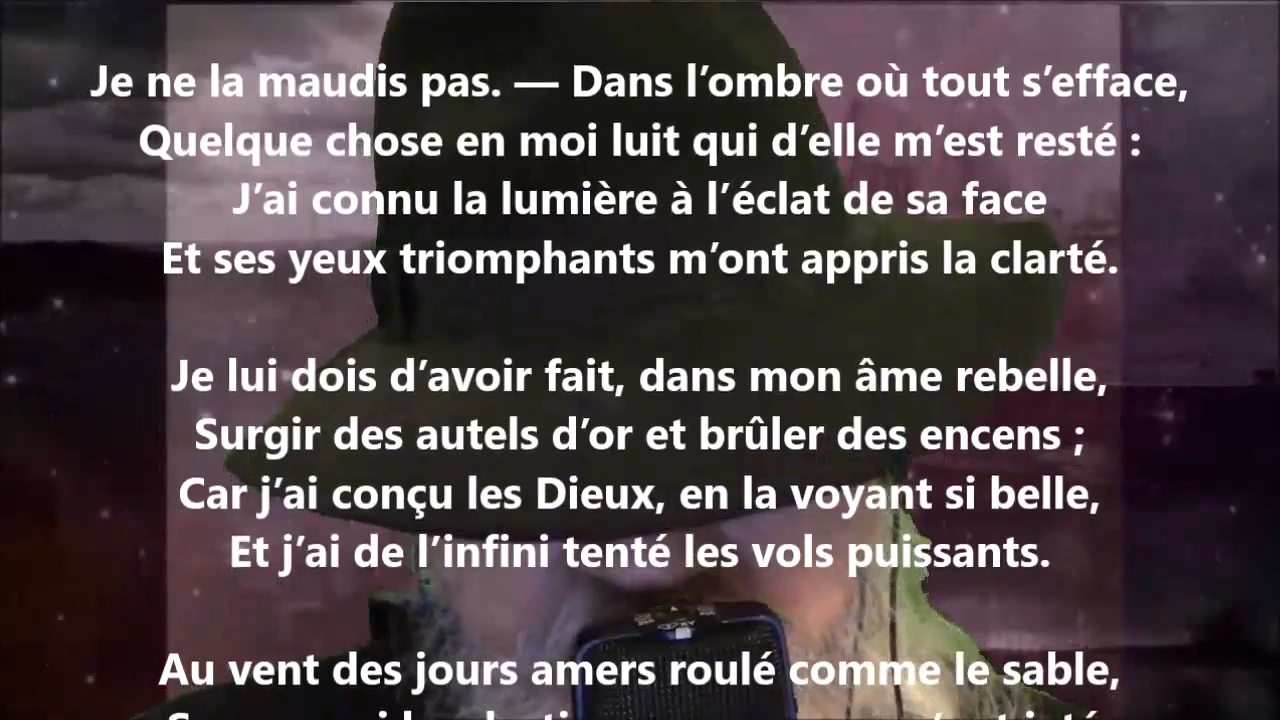 Je ne la maudis pas. — Dans l’ombre où tout s’efface,
Quelque chose en moi luit qui d’elle m’est resté :
J’ai connu la lumière à l’éclat de sa face
Et ses yeux triomphants m’ont appris la clarté.
Je lui dois d’avoir fait, dans mon âme rebelle,
Surgir des autels d’or et brûler des encens ;
Car j’ai conçu les Dieux, en la voyant si belle,
Et j’ai de l’infini tenté les vols puissants.
Au vent des jours amers roulé comme le sable,